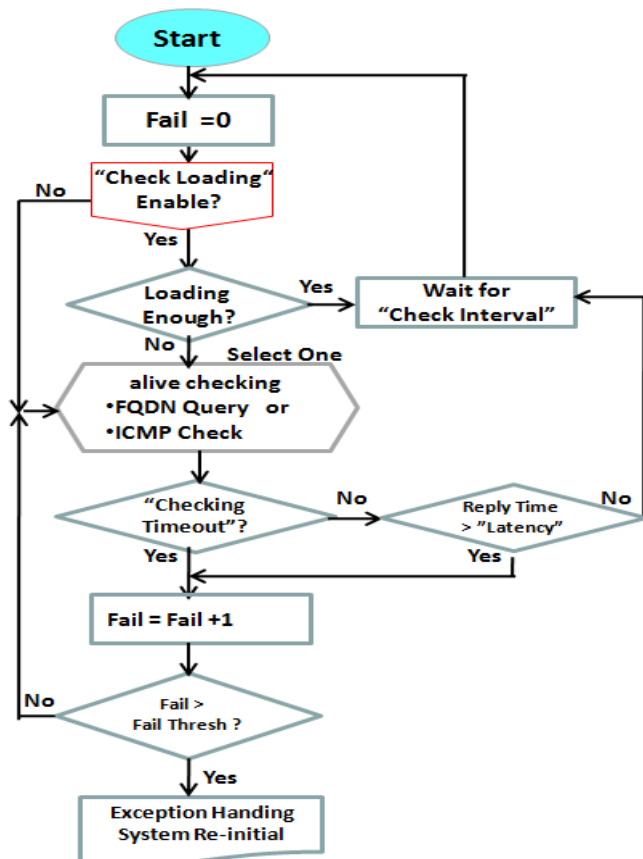 Start
Fail =0
“Check Loading“
Enable?
No
Yes
Loading
Enough?
Yes
Wait for
“Check Interval”
No
Select One
alive checking
•FQDN Query or
•ICMP Check
“Checking
Timeout”?
No
Reply Time
> ”Latency”
No
Yes
Yes
Fail = Fail +1
Fail >
Fail Thresh ?
No
Yes
Exception Handing
System Re-initial